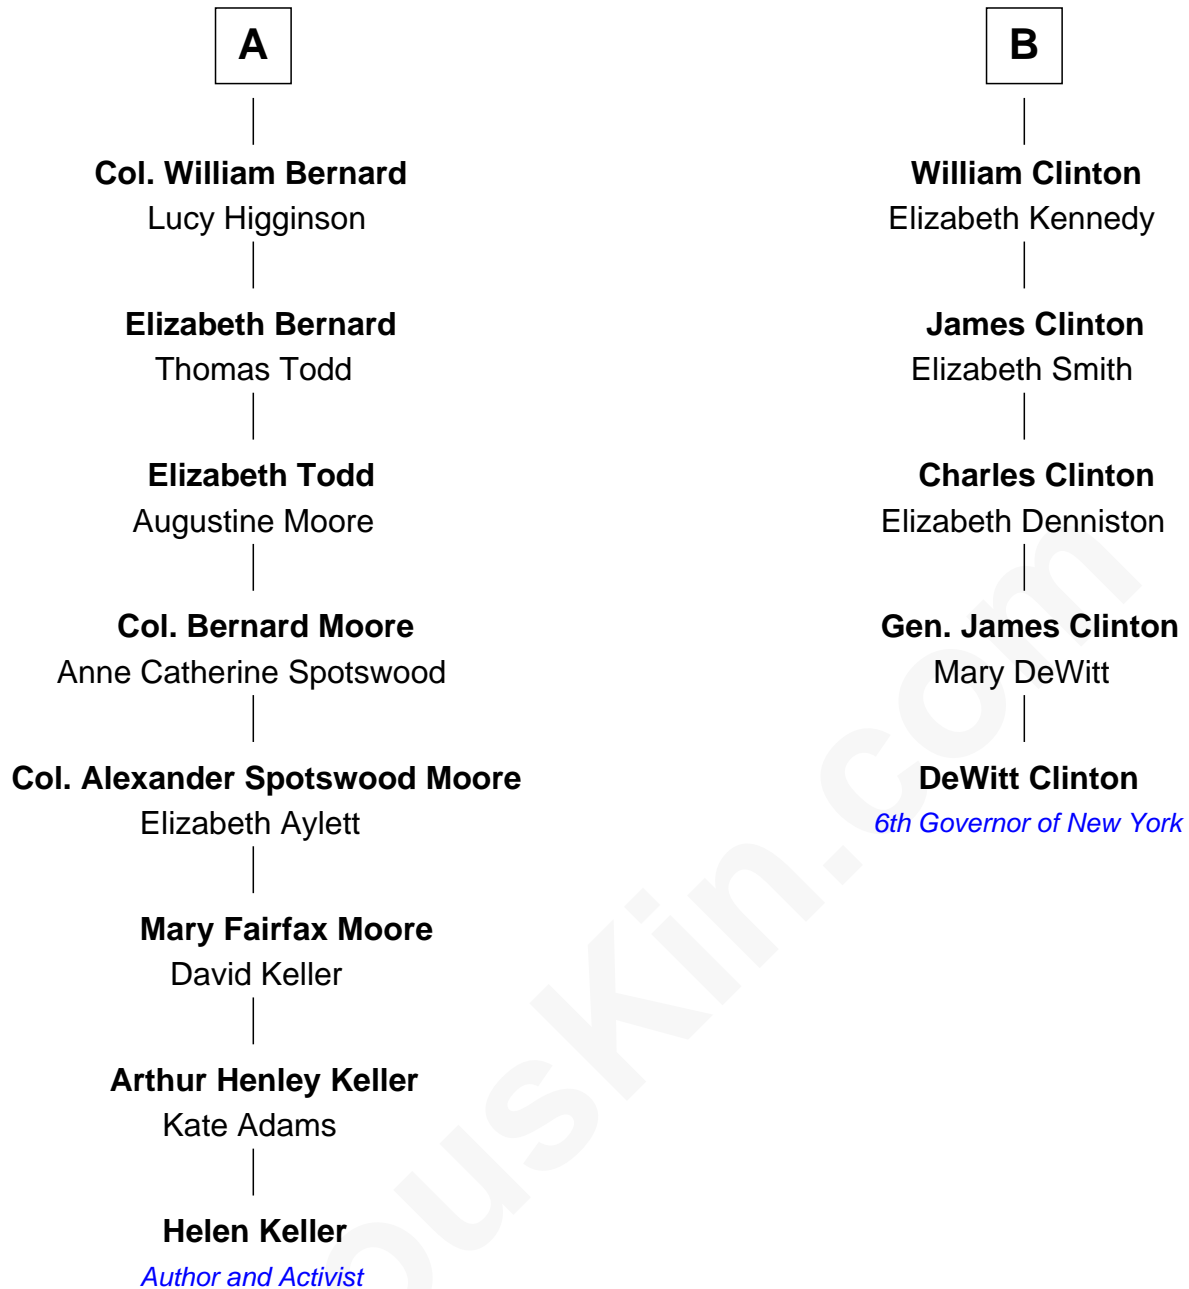 A
Col. William Bernard
Lucy Higginson
Elizabeth Bernard
Thomas Todd
Elizabeth Todd
Augustine Moore
Col. Bernard Moore
Anne Catherine Spotswood
Col. Alexander Spotswood Moore
Elizabeth Aylett
Mary Fairfax Moore
David Keller
Arthur Henley Keller
Kate Adams
Helen Keller
Author and Activist
B
William Clinton
Elizabeth Kennedy
James Clinton
Elizabeth Smith
Charles Clinton
Elizabeth Denniston
Gen. James Clinton
Mary DeWitt
DeWitt Clinton
6th Governor of New York
ousKin.com